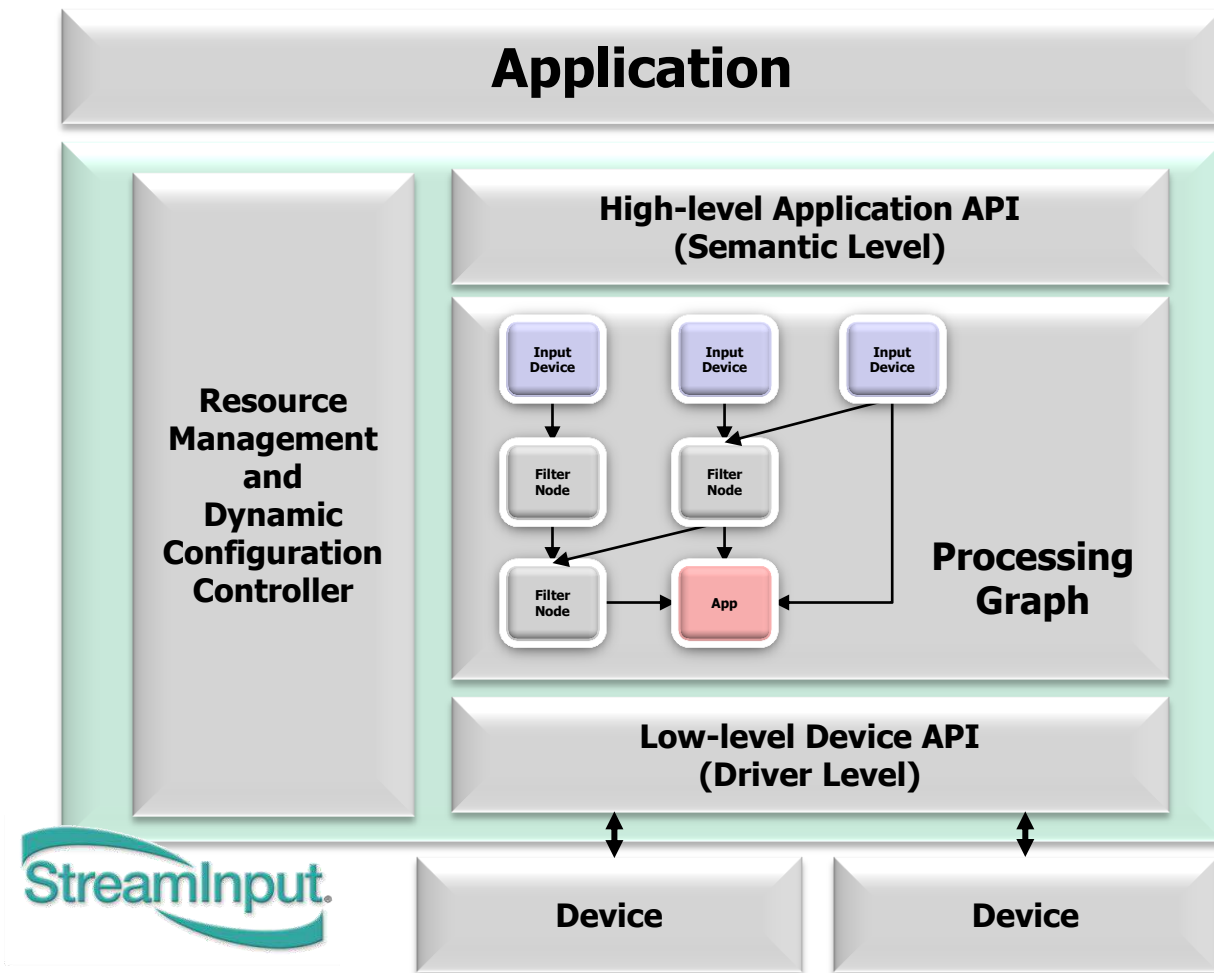 Application
High-level Application API
(Semantic Level)
Resource
Management
and
Dynamic
Configuration
Controller
Input
Device
Input
Device
Input
Device
Filter
Node
Filter
Node
Filter
Node
App
Processing
Graph
Low-level Device API
(Driver Level)
StreamInput®
Device
Device